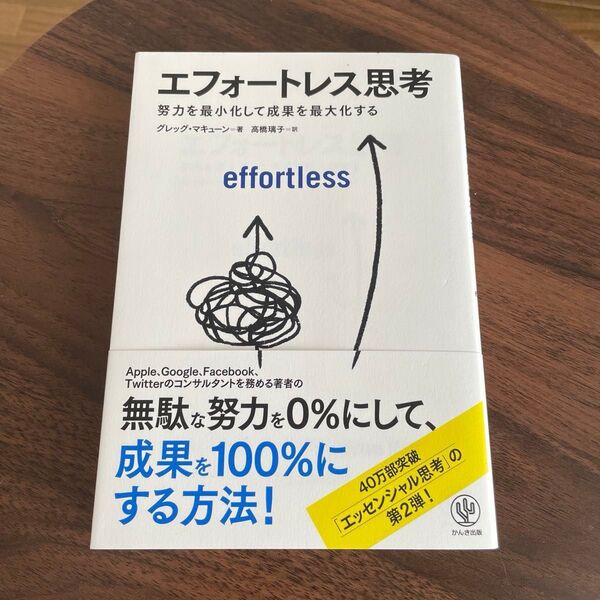 エフォートレス思考
努力を最小化して成果を最大化する
グレッグ・マキューン=著 高橋璃子=訳
effortless
Apple、Google、Facebook、
Twitterのコンサルタントを務める著者の
無駄な努力を0%にして、
成果を100%に
する方法!
40万部突破
「エッセンシャル思考」の
第2弾!
かんき出版